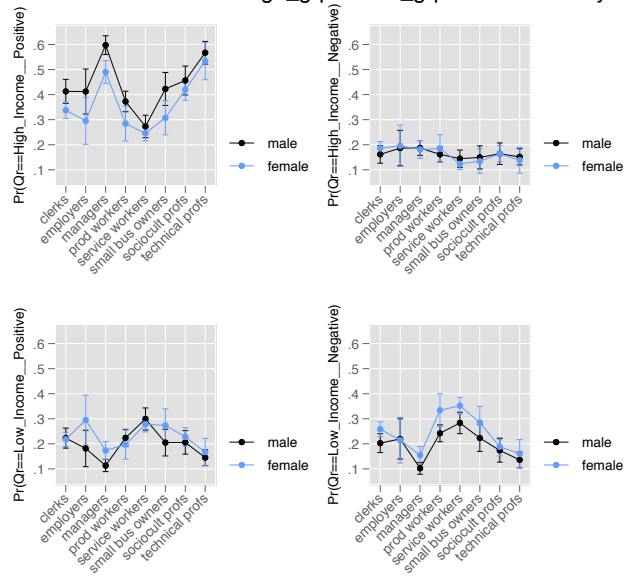 Pr(Qr==High_Income__Positive)
.6
.5
.4
.3
.2
.1
clerks
employers
managers
prod workers
service workers
small bus owners
sociocult profs
technical profs
male
female
Pr(Qr==High_Income__Negative)
.6
.5
.4
.3
.2
.1
clerks
employers
managers
prod workers
service workers
small bus owners
sociocult profs
technical profs
male
female
Pr(Qr==Low_Income__Positive)
.6
.5
.4
.3
.2
.1
clerks
employers
managers
prod workers
service workers
small bus owners
sociocult profs
technical profs
male
female
Pr(Qr==Low_Income__Negative)
.6
.5
.4
.3
.2
.1
clerks
employers
managers
prod workers
service workers
small bus owners
sociocult profs
technical profs
male
female